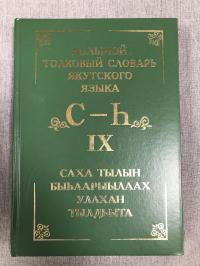 БОЛЬШОЙ
ТОЛКОВЫЙ СЛОВАРЬ
ЯКУТСКОГО
ЯЗЫКА
С–Һ
IX
САХА ТЫЛЫН
БЫҺААРЫЫЛААХ
УЛАХАН
ТЫЛДЬЫТА